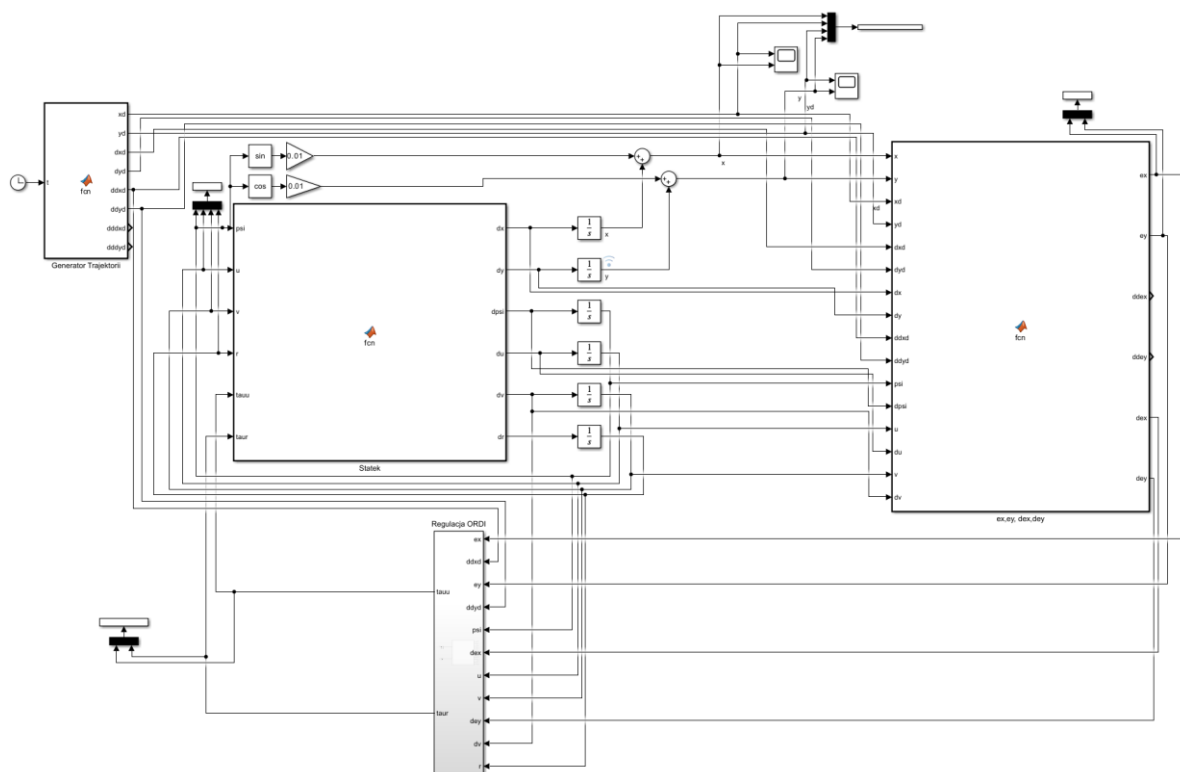 x
y
yd
t
fcn
xd
yd
dxd
dyd
ddxd
ddyd
dddxd
dddyd
Generator Trajektorii
sin
0.01
cos
0.01
psi
u
v
r
tauu
taur
fcn
dx
dy
dpsi
du
dv
dr
Statek
1
s
x
1
s
y
1
s
1
s
1
s
1
s
x
y
xd
yd
dxd
dyd
dx
dy
ddxd
ddyd
psi
dpsi
u
du
v
dv
xd
fcn
ex
ey
ddex
ddey
dex
dey
ex,ey, dex,dey
Regulacja ORDI
tauu
taur
ex
ddxd
ey
ddyd
psi
dex
u
v
dey
dv
r